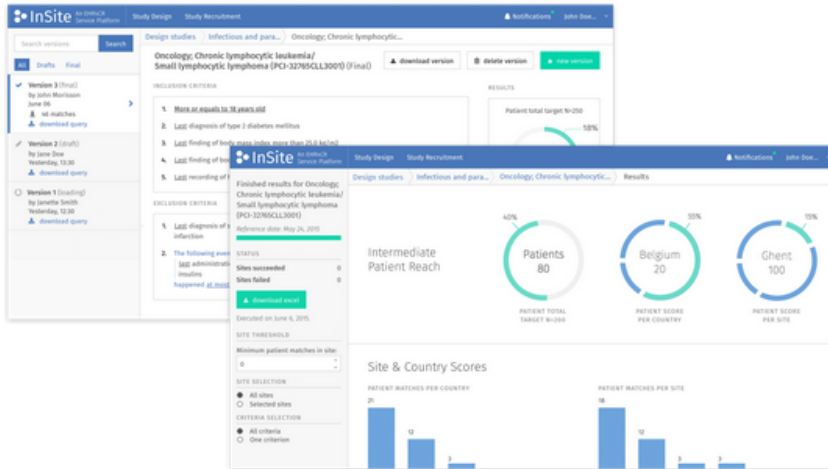 InSite An EHR4CR Service Platform Study Design Study Recruitment Notifications John Doe...
Search versions Search
All Drafts Final
Version 3 (final)
by John Morisson
June 06
46 matches
download query
Version 2 (draft)
by Jane Doe
Yesterday, 13:30
download query
Version 1 (loading)
by Janette Smith
Yesterday, 12:30
download query
Design studies Infectious and para... Oncology; Chronic lymphocytic...
Oncology; Chronic lymphocytic leukemia/
Small lymphocytic lymphoma (PCI-32765CLL3001) (Final)
download version delete version new version
INCLUSION CRITERIA
1. More or equals to 18 years old
2. Last diagnosis of type 2 diabetes mellitus
3. Last finding of body mass index more than 25.0 kg/m2
4. Last finding of bo
5. Last recording of h
EXCLUSION CRITERIA
1. Last diagnosis of
infarction
2. The following even
last administrati
insulins
happened at most
RESULTS
Patient total target N=250
18%
InSite An EHR4CR Service Platform Study Design Study Recruitment Notifications John Doe...
Finished results for Oncology;
Chronic lymphocytic leukemia/
Small lymphocytic lymphoma
(PCI-32765CLL3001)
Reference date: May 24, 2015
STATUS
Sites succeeded 0
Sites failed 0
download excel
Executed on June 6, 2015.
SITE THRESHOLD
Minimum patient matches in site:
0
SITE SELECTION
All sites
Selected sites
CRITERIA SELECTION
All criteria
One criterion
Design studies Infectious and para... Oncology; Chronic lymphocytic... Results
Intermediate
Patient Reach
40%
Patients
80
PATIENT TOTAL
TARGET N=200
55%
Belgium
20
PATIENT SCORE
PER COUNTRY
15%
Ghent
100
PATIENT SCORE
PER SITE
Site & Country Scores
PATIENT MATCHES PER COUNTRY
21
12
3
PATIENT MATCHES PER SITE
18
12
3
3